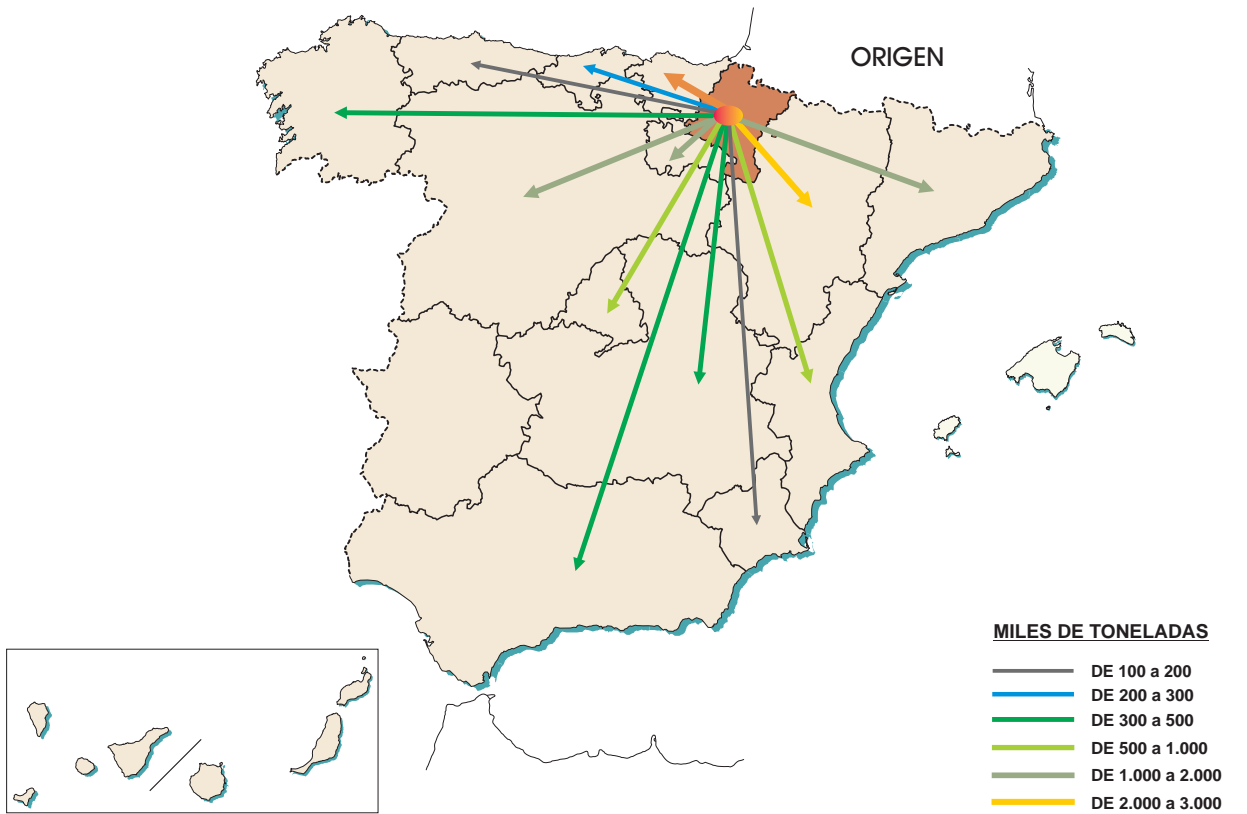 ORIGEN
MILES DE TONELADAS
DE 100 a 200
DE 200 a 300
DE 300 a 500
DE 500 a 1.000
DE 1.000 a 2.000
DE 2.000 a 3.000